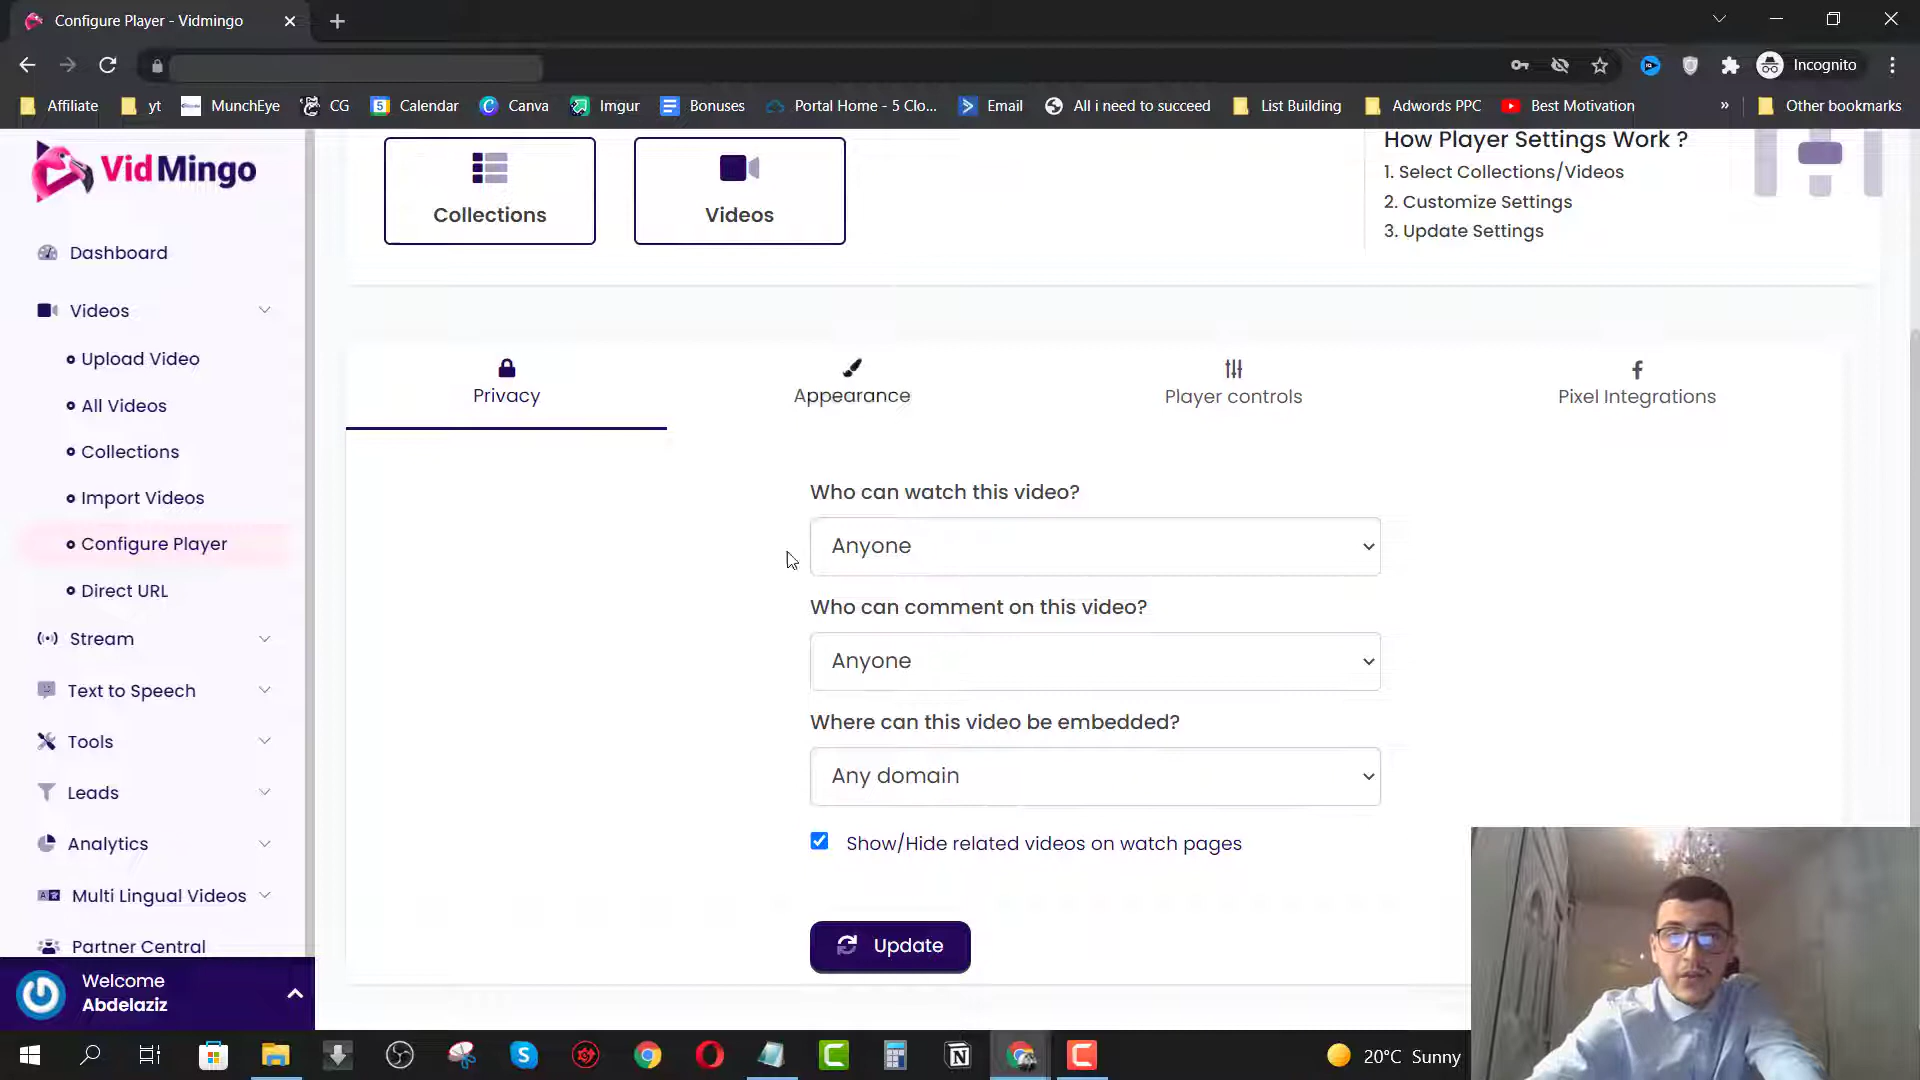 Configure Player - Vidmingo
Incognito
Affiliate
yt
MunchEye
CG
Calendar
Canva
Imgur
Bonuses
Portal Home - 5 Clo...
Email
All i need to succeed
List Building
Adwords PPC
Best Motivation
»
Other bookmarks
VidMingo
Dashboard
Videos
Upload Video
All Videos
Collections
Import Videos
Configure Player
Direct URL
Stream
Text to Speech
Tools
Leads
Analytics
Multi Lingual Videos
Partner Central
Welcome
Abdelaziz
Collections
Videos
How Player Settings Work ?
1. Select Collections/Videos
2. Customize Settings
3. Update Settings
Privacy
Appearance
Player controls
Pixel Integrations
Who can watch this video?
Anyone
Who can comment on this video?
Anyone
Where can this video be embedded?
Any domain
Show/Hide related videos on watch pages
Update
20°C Sunny